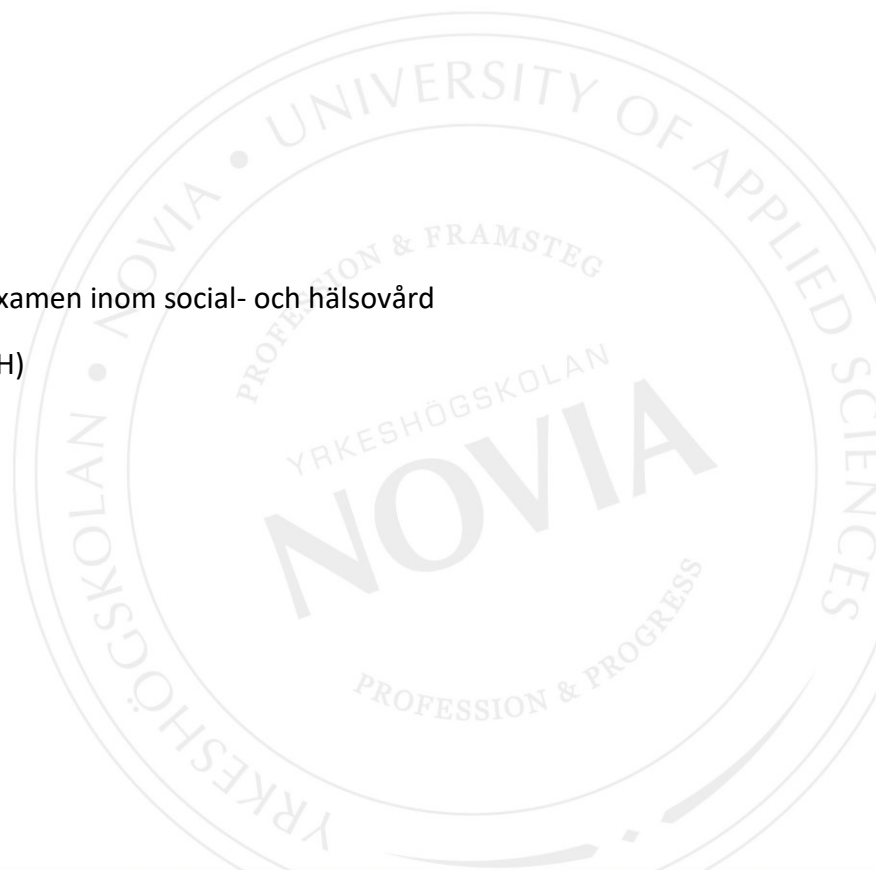 xamen inom social- och hälsovård
H)
YRKESHÖGSKOLAN • NOVIA • UNIVERSITY OF APPLIED SCIENCES
PROFESSION & FRAMSTEG
YRKESHÖGSKOLAN
NOVIA
PROFESSION & PROGRESS